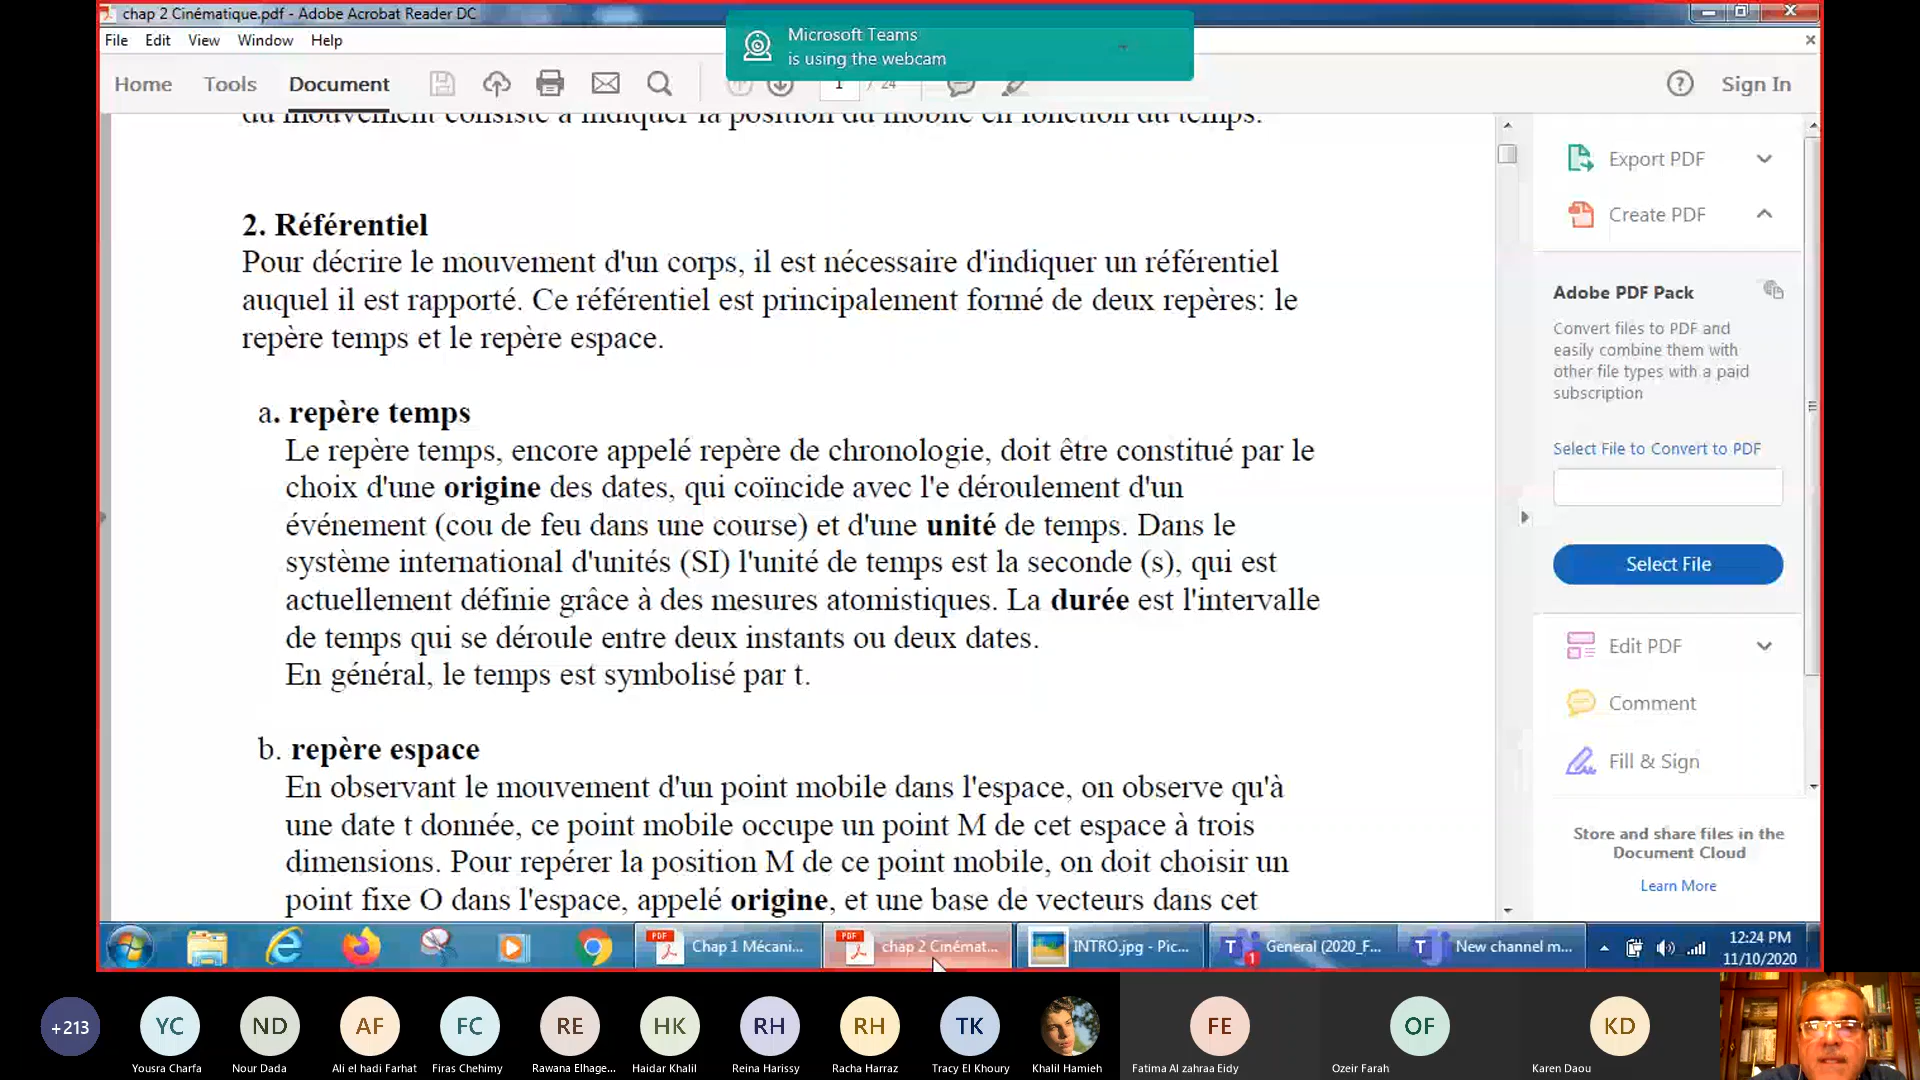 chap 2 Cinématique.pdf - Adobe Acrobat Reader DC
Microsoft Teams
is using the webcam
File Edit View Window Help
Home Tools Document
1 / 24
Sign In
du mouvement consiste à indiquer la position du mobile en fonction du temps.
2. Référentiel
Pour décrire le mouvement d'un corps, il est nécessaire d'indiquer un référentiel
auquel il est rapporté. Ce référentiel est principalement formé de deux repères: le
repère temps et le repère espace.
a. repère temps
Le repère temps, encore appelé repère de chronologie, doit être constitué par le
choix d'une origine des dates, qui coïncide avec l'e déroulement d'un
événement (cou de feu dans une course) et d'une unité de temps. Dans le
système international d'unités (SI) l'unité de temps est la seconde (s), qui est
actuellement définie grâce à des mesures atomistiques. La durée est l'intervalle
de temps qui se déroule entre deux instants ou deux dates.
En général, le temps est symbolisé par t.
b. repère espace
En observant le mouvement d'un point mobile dans l'espace, on observe qu'à
une date t donnée, ce point mobile occupe un point M de cet espace à trois
dimensions. Pour repérer la position M de ce point mobile, on doit choisir un
point fixe O dans l'espace, appelé origine, et une base de vecteurs dans cet
Export PDF
Create PDF
Adobe PDF Pack
Convert files to PDF and
easily combine them with
other file types with a paid
subscription
Select File to Convert to PDF
Select File
Edit PDF
Comment
Fill & Sign
Store and share files in the
Document Cloud
Learn More
Chap 1 Mécani...
chap 2 Cinémat...
INTRO.jpg - Pic...
General (2020_F...
New channel m...
1
12:24 PM
11/10/2020
+213 YC ND AF FC RE HK RH RH TK FE OF KD
Yousra Charfa Nour Dada Ali el hadi Farhat Firas Chehimy Rawana Elhage... Haidar Khalil Reina Harissy Racha Harraz Tracy El Khoury Khalil Hamieh Fatima Al zahraa Eidy Ozeir Farah Karen Daou